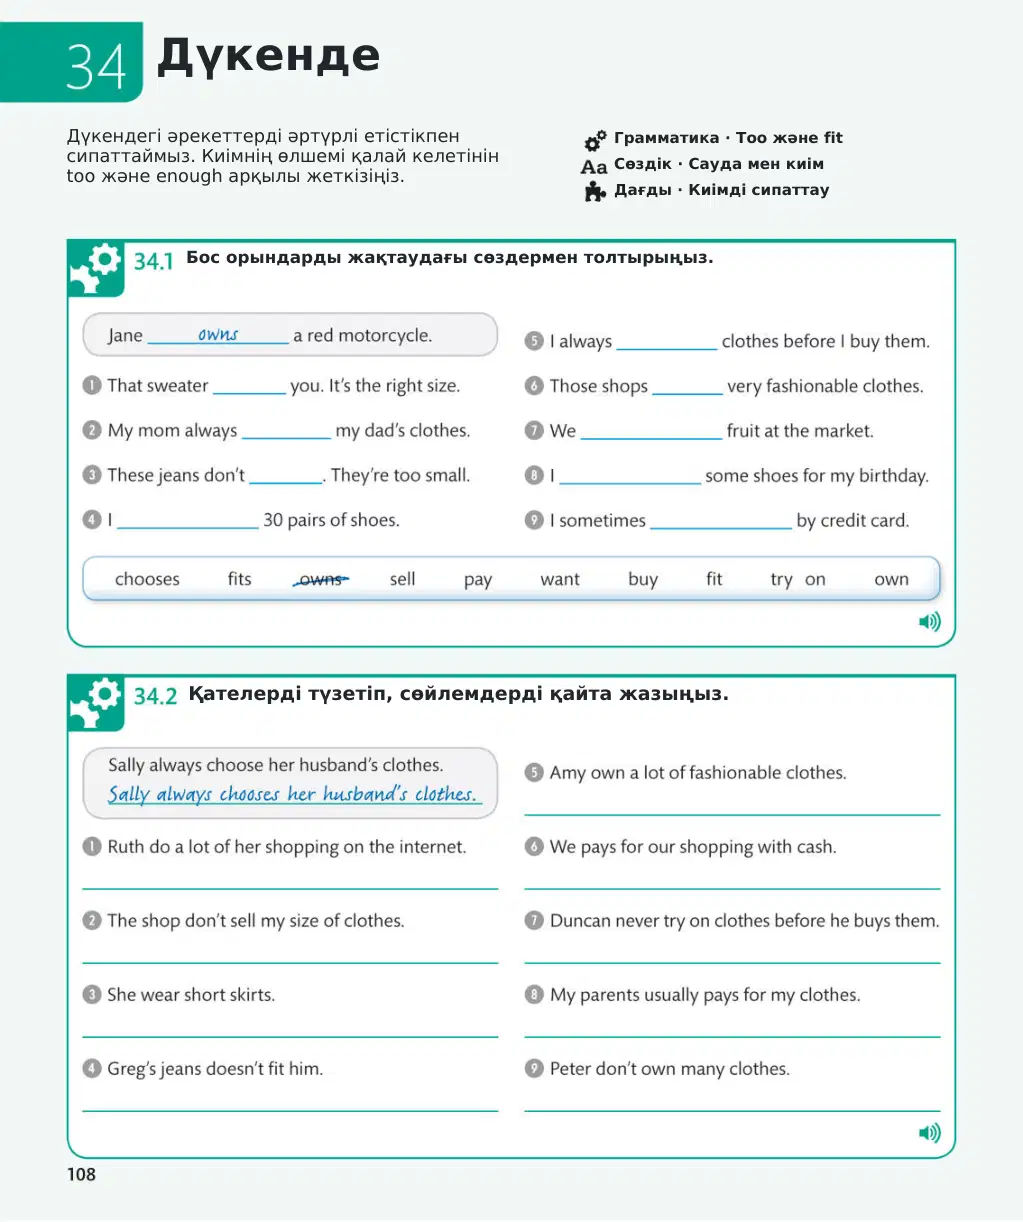 34 Дүкенде
Дүкендегі әрекеттерді әртүрлі етістікпен
сипаттаймыз. Киімнің өлшемі қалай келетінін
too және enough арқылы жеткізіңіз.
Грамматика · Too және fit
Aa Сөздік · Сауда мен киім
Дағды · Киімді сипаттау
34.1 Бос орындарды жақтаудағы сөздермен толтырыңыз.
Jane owns a red motorcycle.
1 That sweater ________ you. It's the right size.
2 My mom always ________ my dad's clothes.
3 These jeans don't ________. They're too small.
4 I ________ 30 pairs of shoes.
5 I always ________ clothes before I buy them.
6 Those shops ________ very fashionable clothes.
7 We ________ fruit at the market.
8 I ________ some shoes for my birthday.
9 I sometimes ________ by credit card.
chooses fits owns sell pay want buy fit try on own
34.2 Қателерді түзетіп, сөйлемдерді қайта жазыңыз.
Sally always choose her husband's clothes.
Sally always chooses her husband's clothes.
1 Ruth do a lot of her shopping on the internet.
2 The shop don't sell my size of clothes.
3 She wear short skirts.
4 Greg's jeans doesn't fit him.
5 Amy own a lot of fashionable clothes.
6 We pays for our shopping with cash.
7 Duncan never try on clothes before he buys them.
8 My parents usually pays for my clothes.
9 Peter don't own many clothes.
108